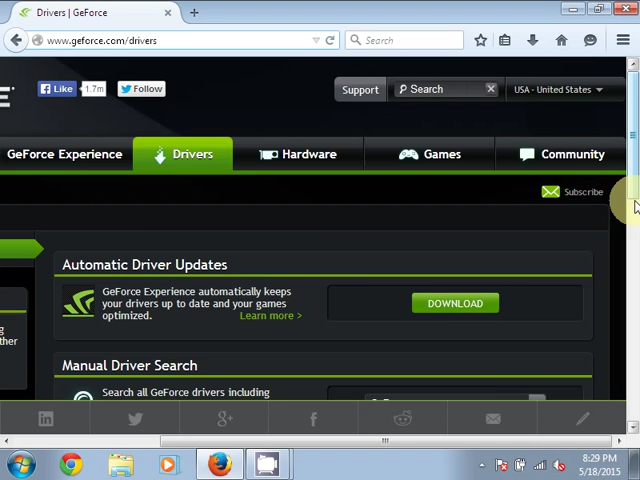 Drivers | GeForce
www.geforce.com/drivers
Search
E
Like
1.7m
Follow
Support
Search
USA - United States
GeForce Experience
Drivers
Hardware
Games
Community
Subscribe
Automatic Driver Updates
GeForce Experience automatically keeps
your drivers up to date and your games
optimized.
Learn more >
DOWNLOAD
ther
Manual Driver Search
Search all GeForce drivers including
8:29 PM
5/18/2015